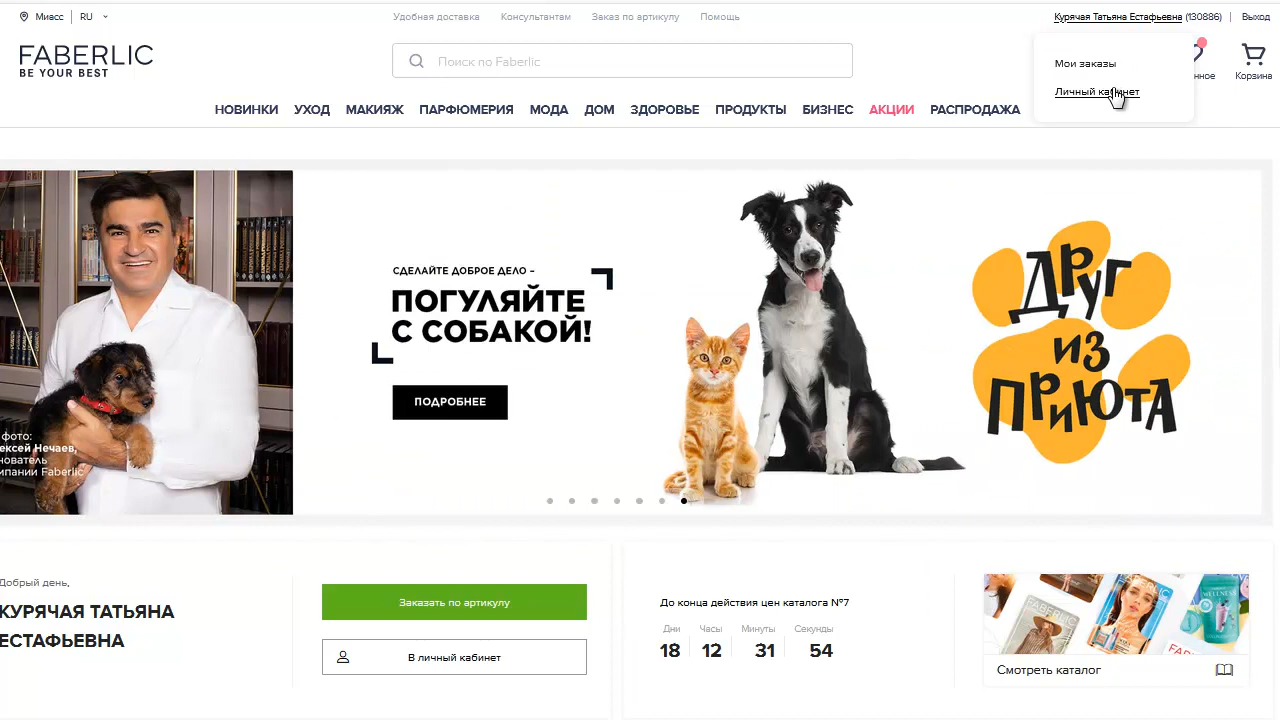 Миасс
RU
Удобная доставка
Консультантам
Заказ по артикулу
Помощь
Курячая Татьяна Естафьевна (130886)
Выход
FABERLIC
BE YOUR BEST
Поиск по Faberlic
Мои заказы
Личный кабинет
нное
Корзина
НОВИНКИ
УХОД
МАКИЯЖ
ПАРФЮМЕРИЯ
МОДА
ДОМ
ЗДОРОВЬЕ
ПРОДУКТЫ
БИЗНЕС
АКЦИИ
РАСПРОДАЖА
СДЕЛАЙТЕ ДОБРОЕ ДЕЛО –
ПОГУЛЯЙТЕ
С СОБАКОЙ!
ПОДРОБНЕЕ
ДРУГ
ИЗ
ПРИЮТА
фото:
ексей Нечаев,
нователь
мпании Faberlic
Добрый день,
КУРЯЧАЯ ТАТЬЯНА
ЕСТАФЬЕВНА
Заказать по артикулу
В личный кабинет
До конца действия цен каталога №7
Дни
Часы
Минуты
Секунды
18
12
31
54
FABERLIC
FABERLIC
WELLNESS
Смотреть каталог